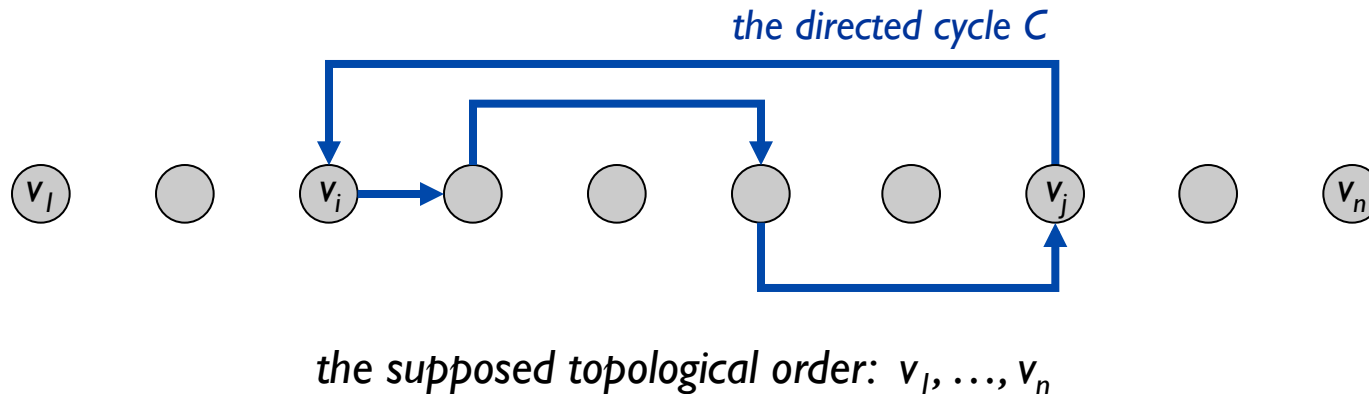 the directed cycle C
v1 vi vj vn
the supposed topological order: v1, …, vn